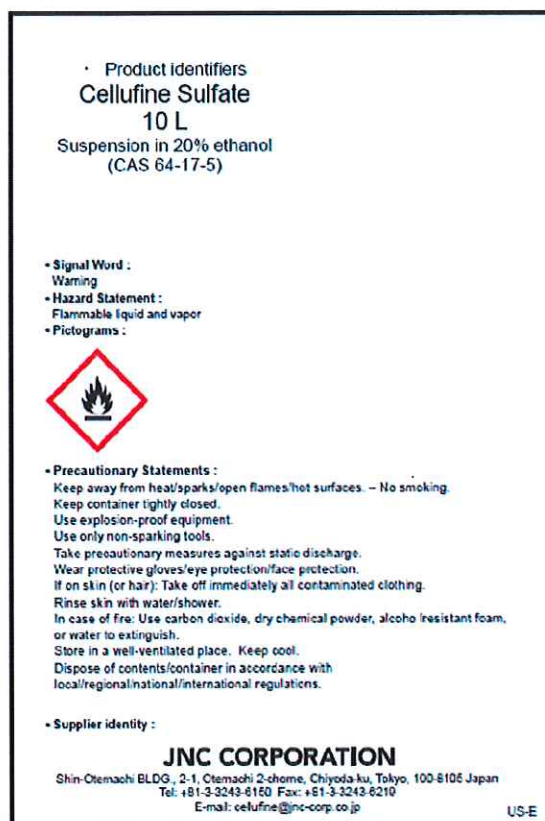 · Product identifiers
Cellufine Sulfate
10 L
Suspension in 20% ethanol
(CAS 64-17-5)
• Signal Word :
Warning
• Hazard Statement :
Flammable liquid and vapor
• Pictograms :
• Precautionary Statements :
Keep away from heat/sparks/open flames/hot surfaces. – No smoking.
Keep container tightly closed.
Use explosion-proof equipment.
Use only non-sparking tools.
Take precautionary measures against static discharge.
Wear protective gloves/eye protection/face protection.
If on skin (or hair): Take off immediately all contaminated clothing.
Rinse skin with water/shower.
In case of fire: Use carbon dioxide, dry chemical powder, alcohol resistant foam,
or water to extinguish.
Store in a well-ventilated place. Keep cool.
Dispose of contents/container in accordance with
local/regional/national/international regulations.
• Supplier identity :
JNC CORPORATION
Shin-Otemachi BLDG., 2-1, Otemachi 2-chome, Chiyoda-ku, Tokyo, 100-8105 Japan
Tel: +81-3-3243-6150 Fax: +81-3-3243-6219
E-mail: cellufine@jnc-corp.co.jp
US-E